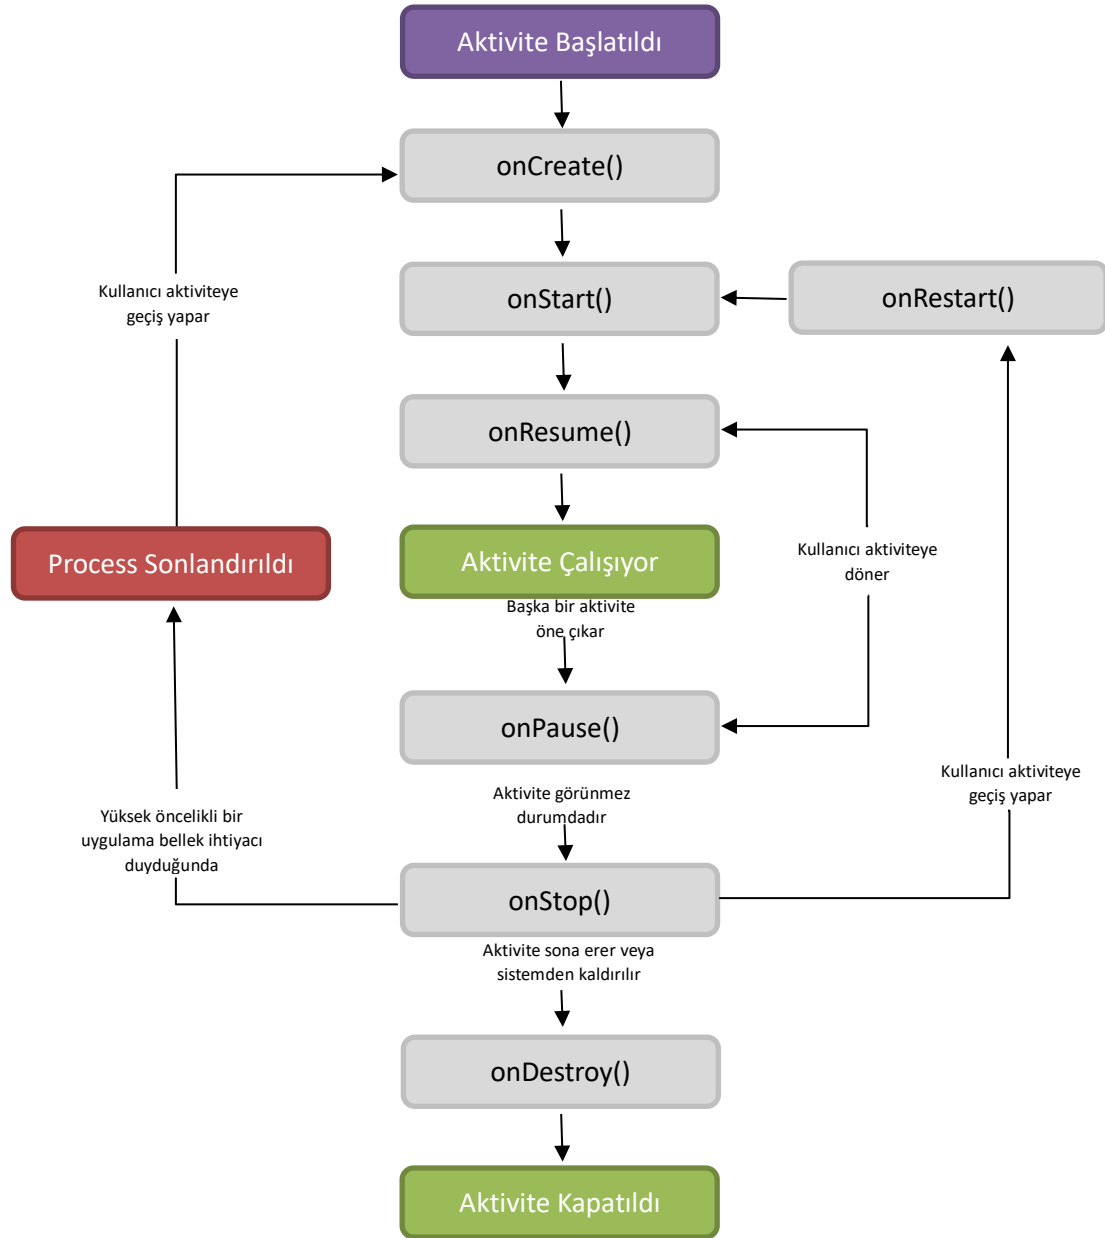 Aktivite Başlatıldı
onCreate()
Kullanıcı aktiviteye
geçiş yapar
onStart()
onRestart()
onResume()
Process Sonlandırıldı
Aktivite Çalışıyor
Kullanıcı aktiviteye
döner
Başka bir aktivite
öne çıkar
onPause()
Kullanıcı aktiviteye
geçiş yapar
Aktivite görünmez
durumdadır
Yüksek öncelikli bir
uygulama bellek ihtiyacı
duyduğunda
onStop()
Aktivite sona erer veya
sistemden kaldırılır
onDestroy()
Aktivite Kapatıldı